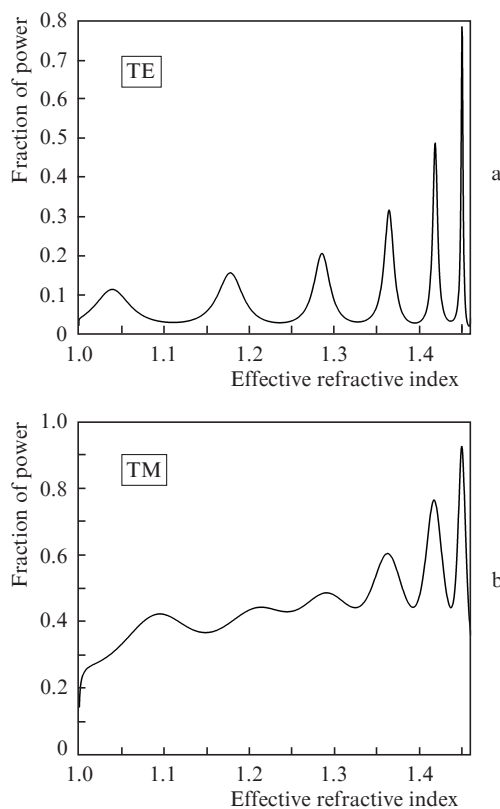 Fraction of power
0.8
0.7
0.6
0.5
0.4
0.3
0.2
0.1
0
TE
a
1.0 1.1 1.2 1.3 1.4
Effective refractive index
Fraction of power
1.0
0.8
0.6
0.4
0.2
0
TM
b
1.0 1.1 1.2 1.3 1.4
Effective refractive index